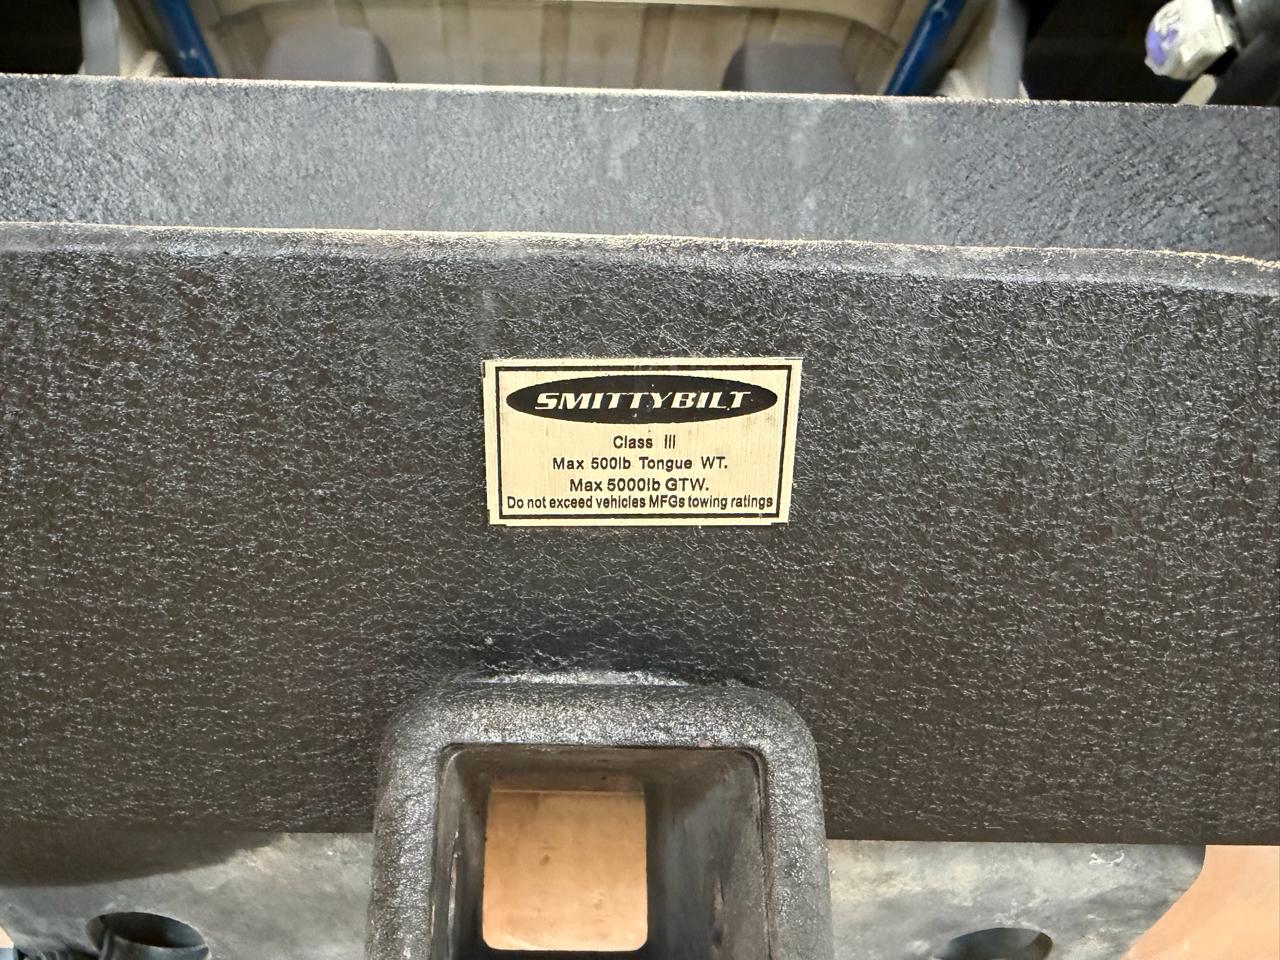 SMITTYBILT
Class III
Max 500lb Tongue WT.
Max 5000lb GTW.
Do not exceed vehicles MFGs towing ratings